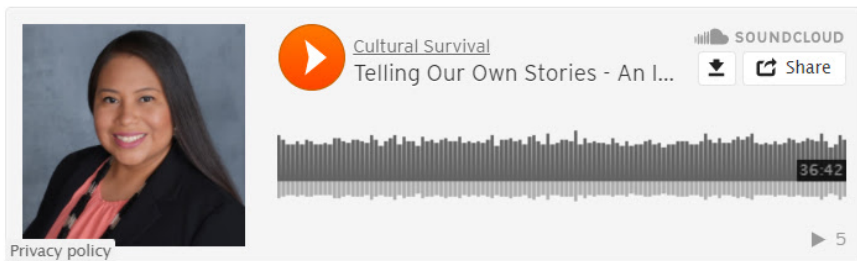 Cultural Survival
Telling Our Own Stories - An I...
SOUNDCLOUD
Share
36:42
5
Privacy policy